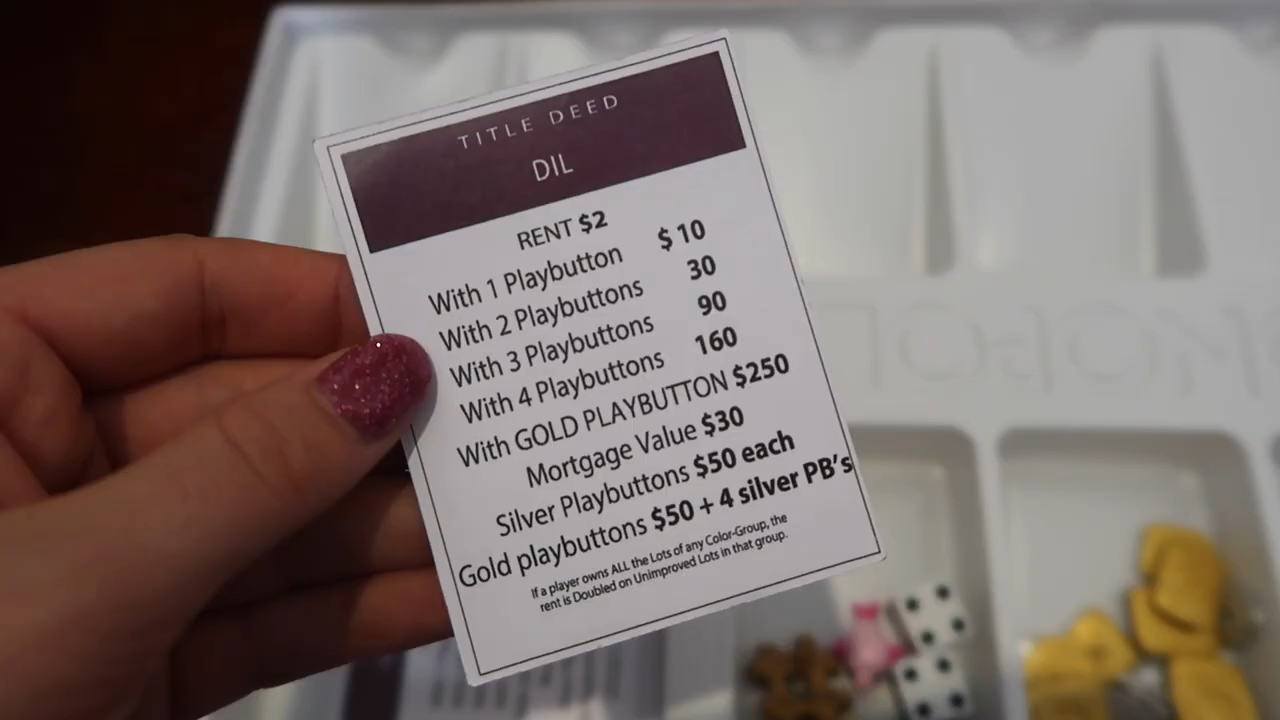 TITLE DEED
DIL
RENT $2
With 1 Playbutton $ 10
With 2 Playbuttons 30
With 3 Playbuttons 90
With 4 Playbuttons 160
With GOLD PLAYBUTTON $250
Mortgage Value $30
Silver Playbuttons $50 each
Gold playbuttons $50 + 4 silver PB's
If a player owns ALL the Lots of any Color-Group, the
rent is Doubled on Unimproved Lots in that group.